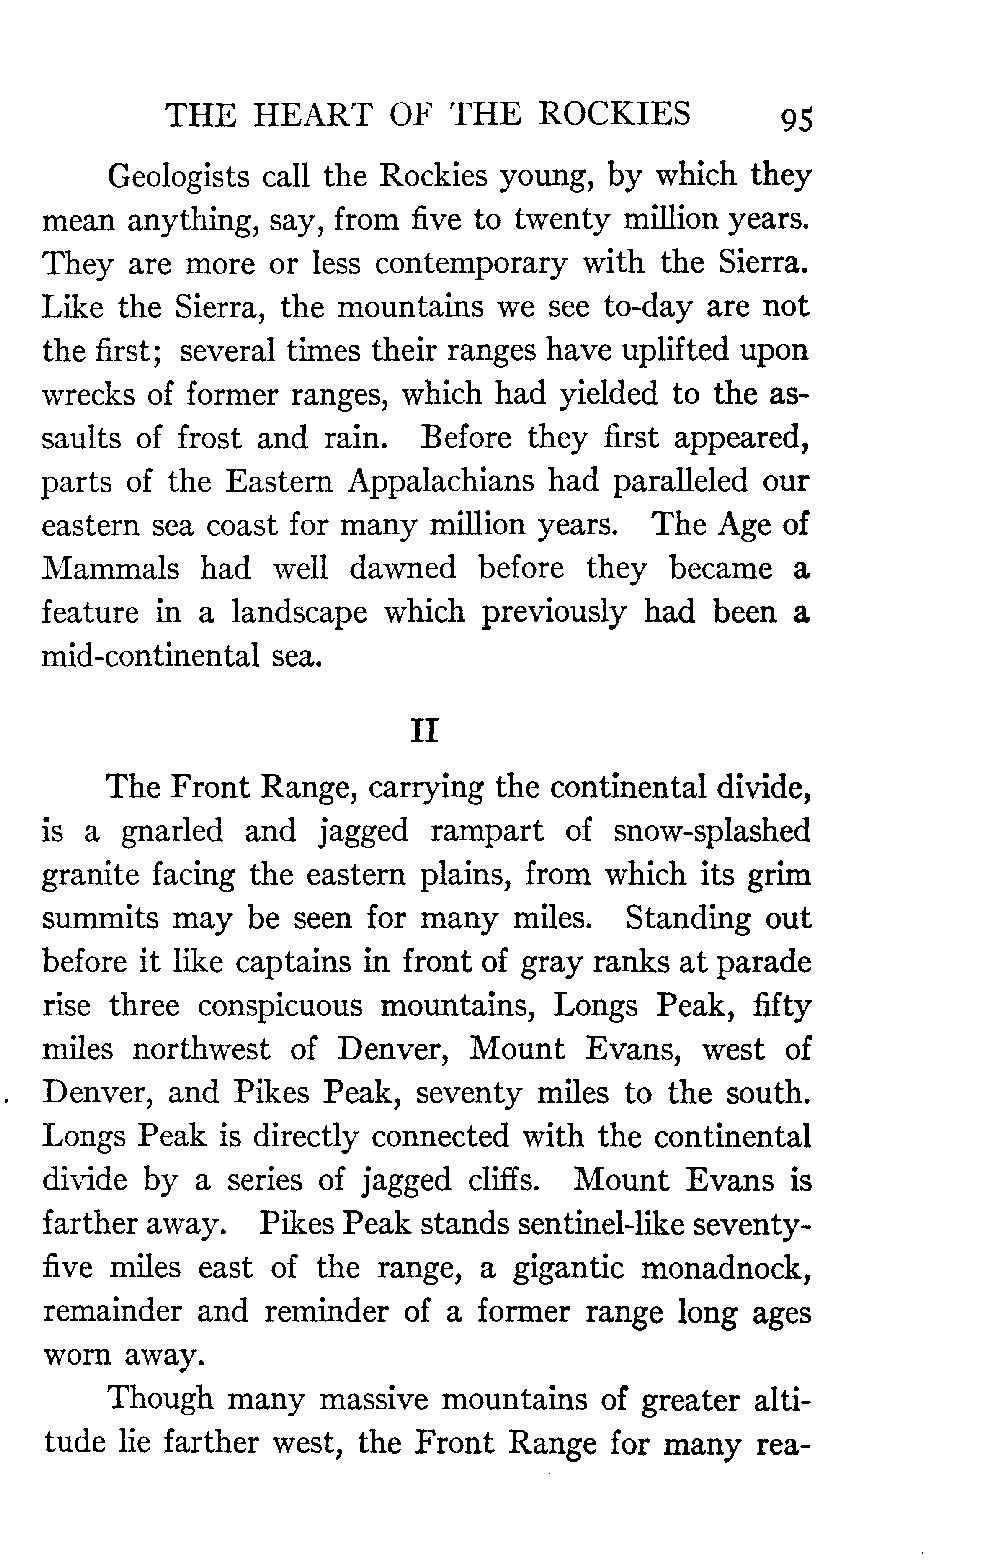 THE HEART OF THE ROCKIES 95
Geologists call the Rockies young, by which they
mean anything, say, from five to twenty million years.
They are more or less contemporary with the Sierra.
Like the Sierra, the mountains we see to-day are not
the first; several times their ranges have uplifted upon
wrecks of former ranges, which had yielded to the as-
saults of frost and rain. Before they first appeared,
parts of the Eastern Appalachians had paralleled our
eastern sea coast for many million years. The Age of
Mammals had well dawned before they became a
feature in a landscape which previously had been a
mid-continental sea.
II
The Front Range, carrying the continental divide,
is a gnarled and jagged rampart of snow-splashed
granite facing the eastern plains, from which its grim
summits may be seen for many miles. Standing out
before it like captains in front of gray ranks at parade
rise three conspicuous mountains, Longs Peak, fifty
miles northwest of Denver, Mount Evans, west of
Denver, and Pikes Peak, seventy miles to the south.
Longs Peak is directly connected with the continental
divide by a series of jagged cliffs. Mount Evans is
farther away. Pikes Peak stands sentinel-like seventy-
five miles east of the range, a gigantic monadnock,
remainder and reminder of a former range long ages
worn away.
Though many massive mountains of greater alti-
tude lie farther west, the Front Range for many rea-